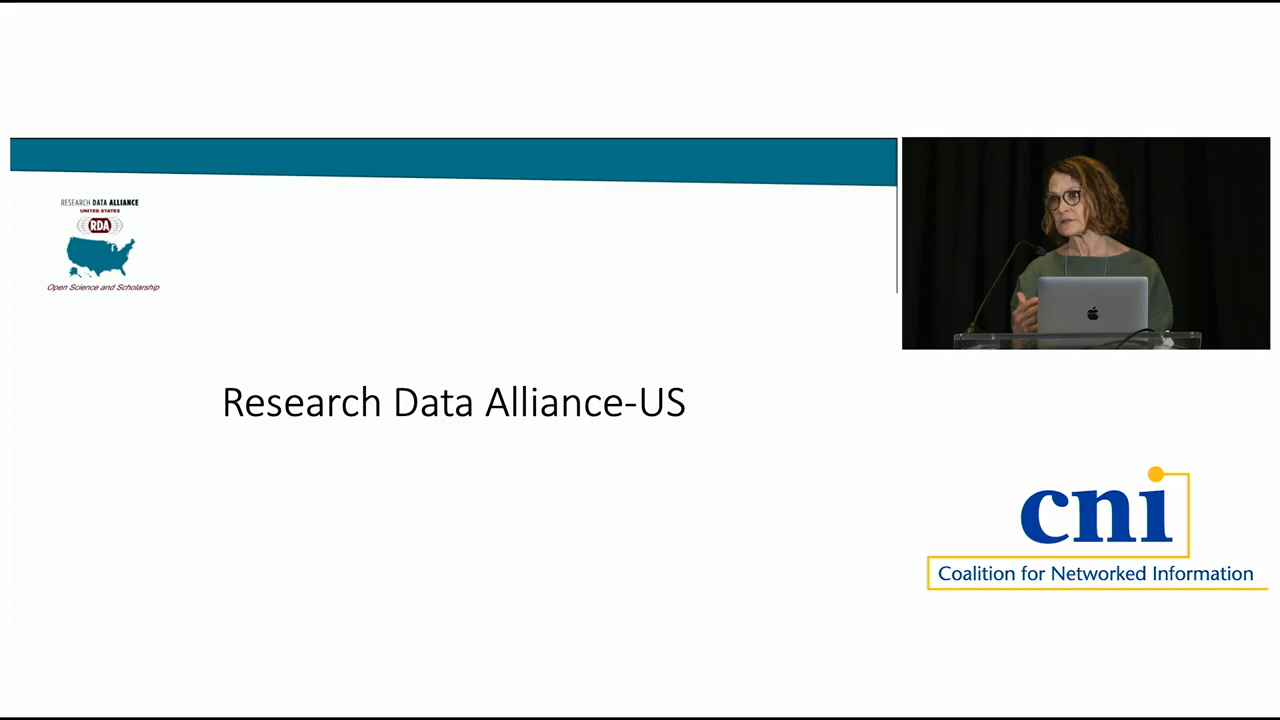 RESEARCH DATA ALLIANCE
UNITED STATES
RDA
Open Science and Scholarship
Research Data Alliance-US
cni
Coalition for Networked Information